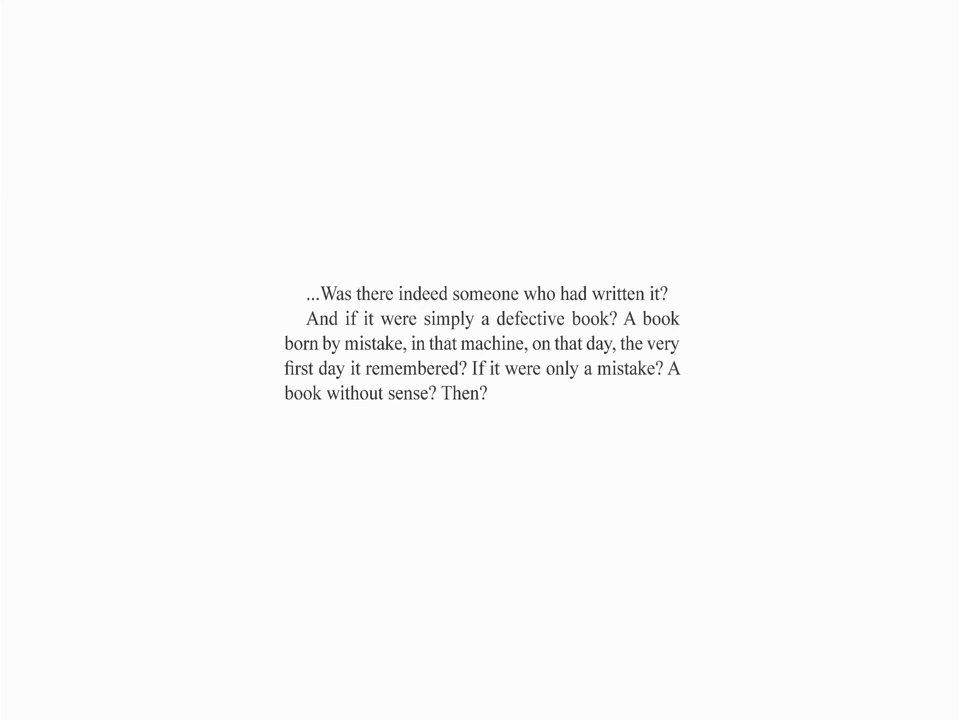 ...Was there indeed someone who had written it?
And if it were simply a defective book? A book
born by mistake, in that machine, on that day, the very
first day it remembered? If it were only a mistake? A
book without sense? Then?